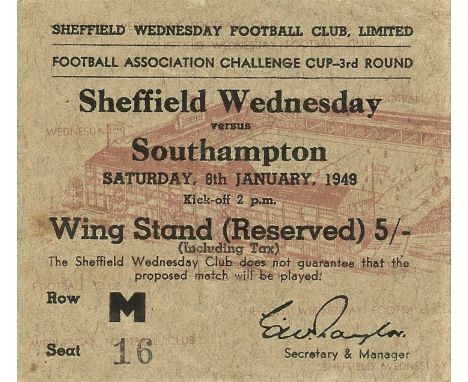 SHEFFIELD WEDNESDAY FOOTBALL CLUB, LIMITED
FOOTBALL ASSOCIATION CHALLENGE CUP—3rd ROUND
Sheffield Wednesday
versus
Southampton
SATURDAY, 8th JANUARY, 1949
Kick-off 2 p.m.
Wing Stand (Reserved) 5/-
(Including Tax)
The Sheffield Wednesday Club does not guarantee that the
proposed match will be played.
Row M
Seat 16
Secretary & Manager